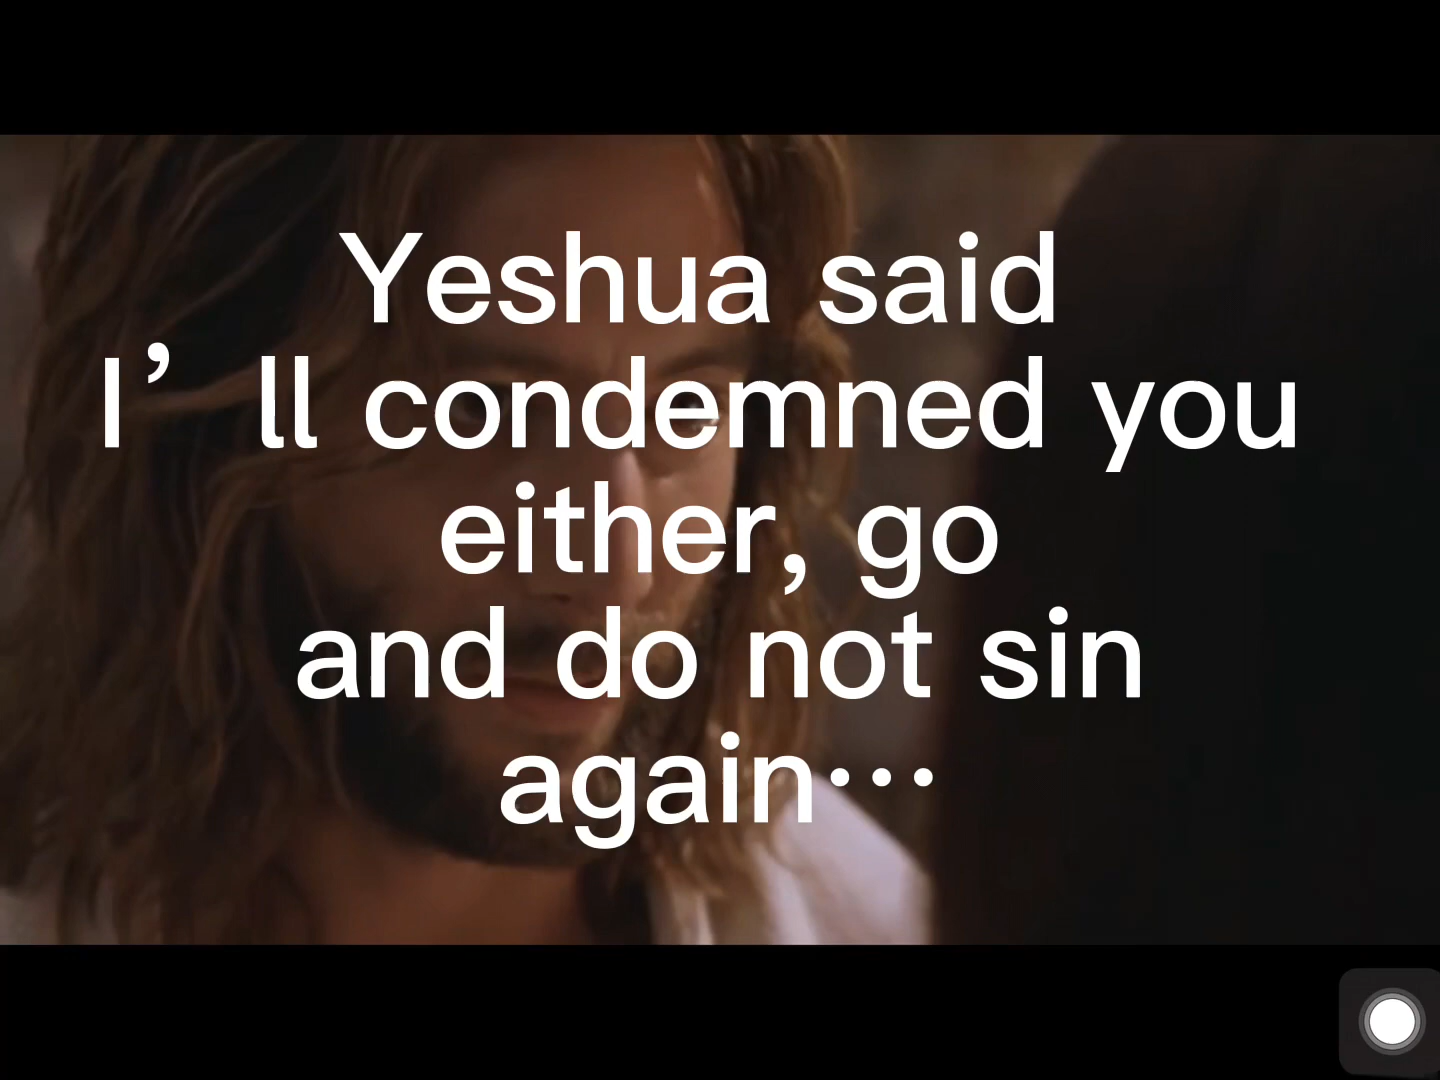 Yeshua said
I’ll condemned you
either, go
and do not sin
again…